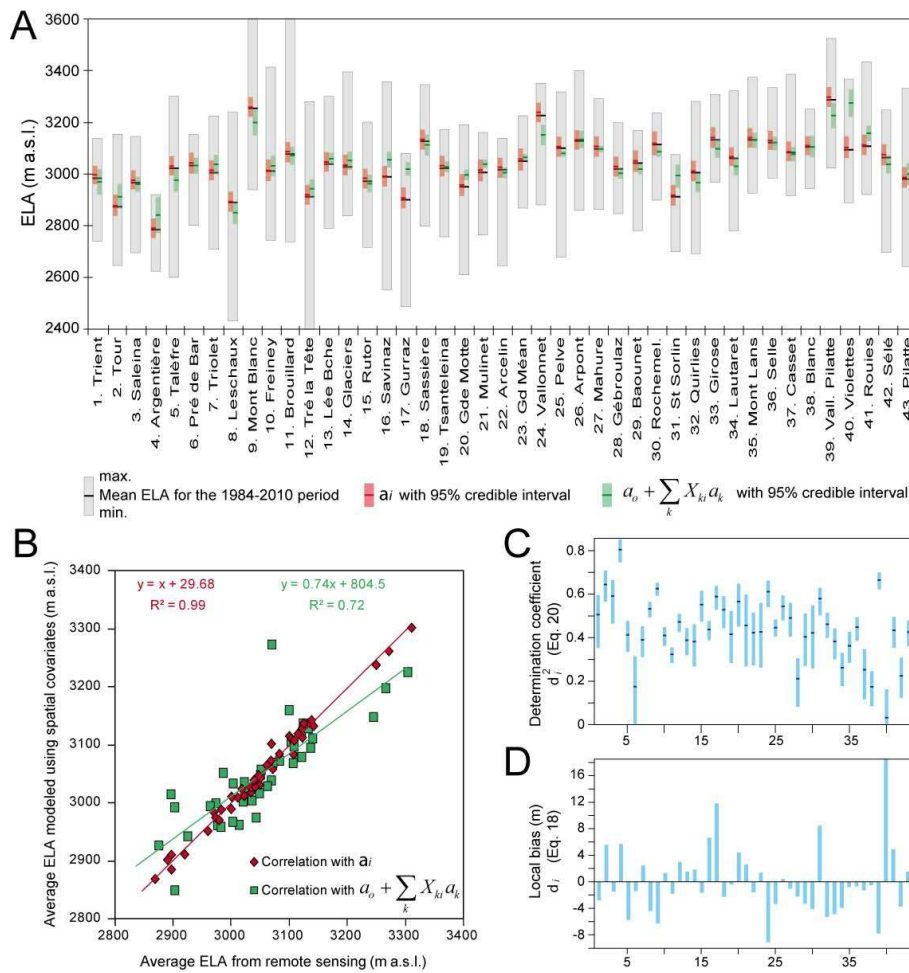 A
ELA (m a.s.l.)
3600
3400
3200
3000
2800
2600
2400
1. Trient
2. Tour
3. Saleina
4. Argentière
5. Talèfre
6. Pré de Bar
7. Triolet
8. Leschaux
9. Mont Blanc
10. Freiney
11. Brouillard
12. Tré la Tête
13. Lée Bche
14. Glaciers
15. Rutor
16. Savinaz
17. Gurraz
18. Sassière
19. Tsanteleina
20. Gde Motte
21. Mulinet
22. Arcelin
23. Gd Méan
24. Vallonnet
25. Pelve
26. Arpont
27. Mahure
28. Gébroulaz
29. Baounet
30. Rochemel.
31. St Sorlin
32. Quirlies
33. Girose
34. Lautaret
35. Mont Lans
36. Selle
37. Casset
38. Blanc
39. Vall. Pilatte
40. Violettes
41. Rouies
42. Sélé
43. Pilatte
max.
Mean ELA for the 1984-2010 period
min.
ai with 95% credible interval
ao + ∑k Xki ak with 95% credible interval
B
Average ELA modeled using spatial covariates (m a.s.l.)
3400
3300
3200
3100
3000
2900
2800
y = x + 29.68
R² = 0.99
y = 0.74x + 804.5
R² = 0.72
Correlation with ai
Correlation with ao + ∑k Xki ak
2800 2900 3000 3100 3200 3300 3400
Average ELA from remote sensing (m a.s.l.)
C
Determination coefficient
di² (Eq. 20)
0.8
0.6
0.4
0.2
0
5 15 25 35
D
Local bias (m)
di (Eq. 18)
16
12
8
4
0
-4
-8
5 15 25 35